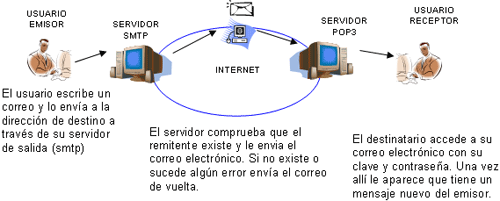 USUARIO
EMISOR
SERVIDOR
SMTP
SERVIDOR
POP3
USUARIO
RECEPTOR
INTERNET
El usuario escribe un
correo y lo envía a la
dirección de destino a
través de su servidor
de salida (smtp)
El servidor comprueba que el
remitente existe y le envia el
correo electrónico. Si no existe o
sucede algún error envía el correo
de vuelta.
El destinatario accede a su
correo electrónico con su
clave y contraseña. Una vez
allí le aparece que tiene un
mensaje nuevo del emisor.